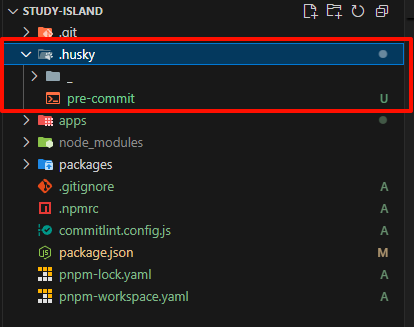 STUDY-ISLAND
.git
.husky
_
pre-commit U
apps
node_modules
packages
.gitignore A
.npmrc A
commitlint.config.js A
package.json M
pnpm-lock.yaml A
pnpm-workspace.yaml A